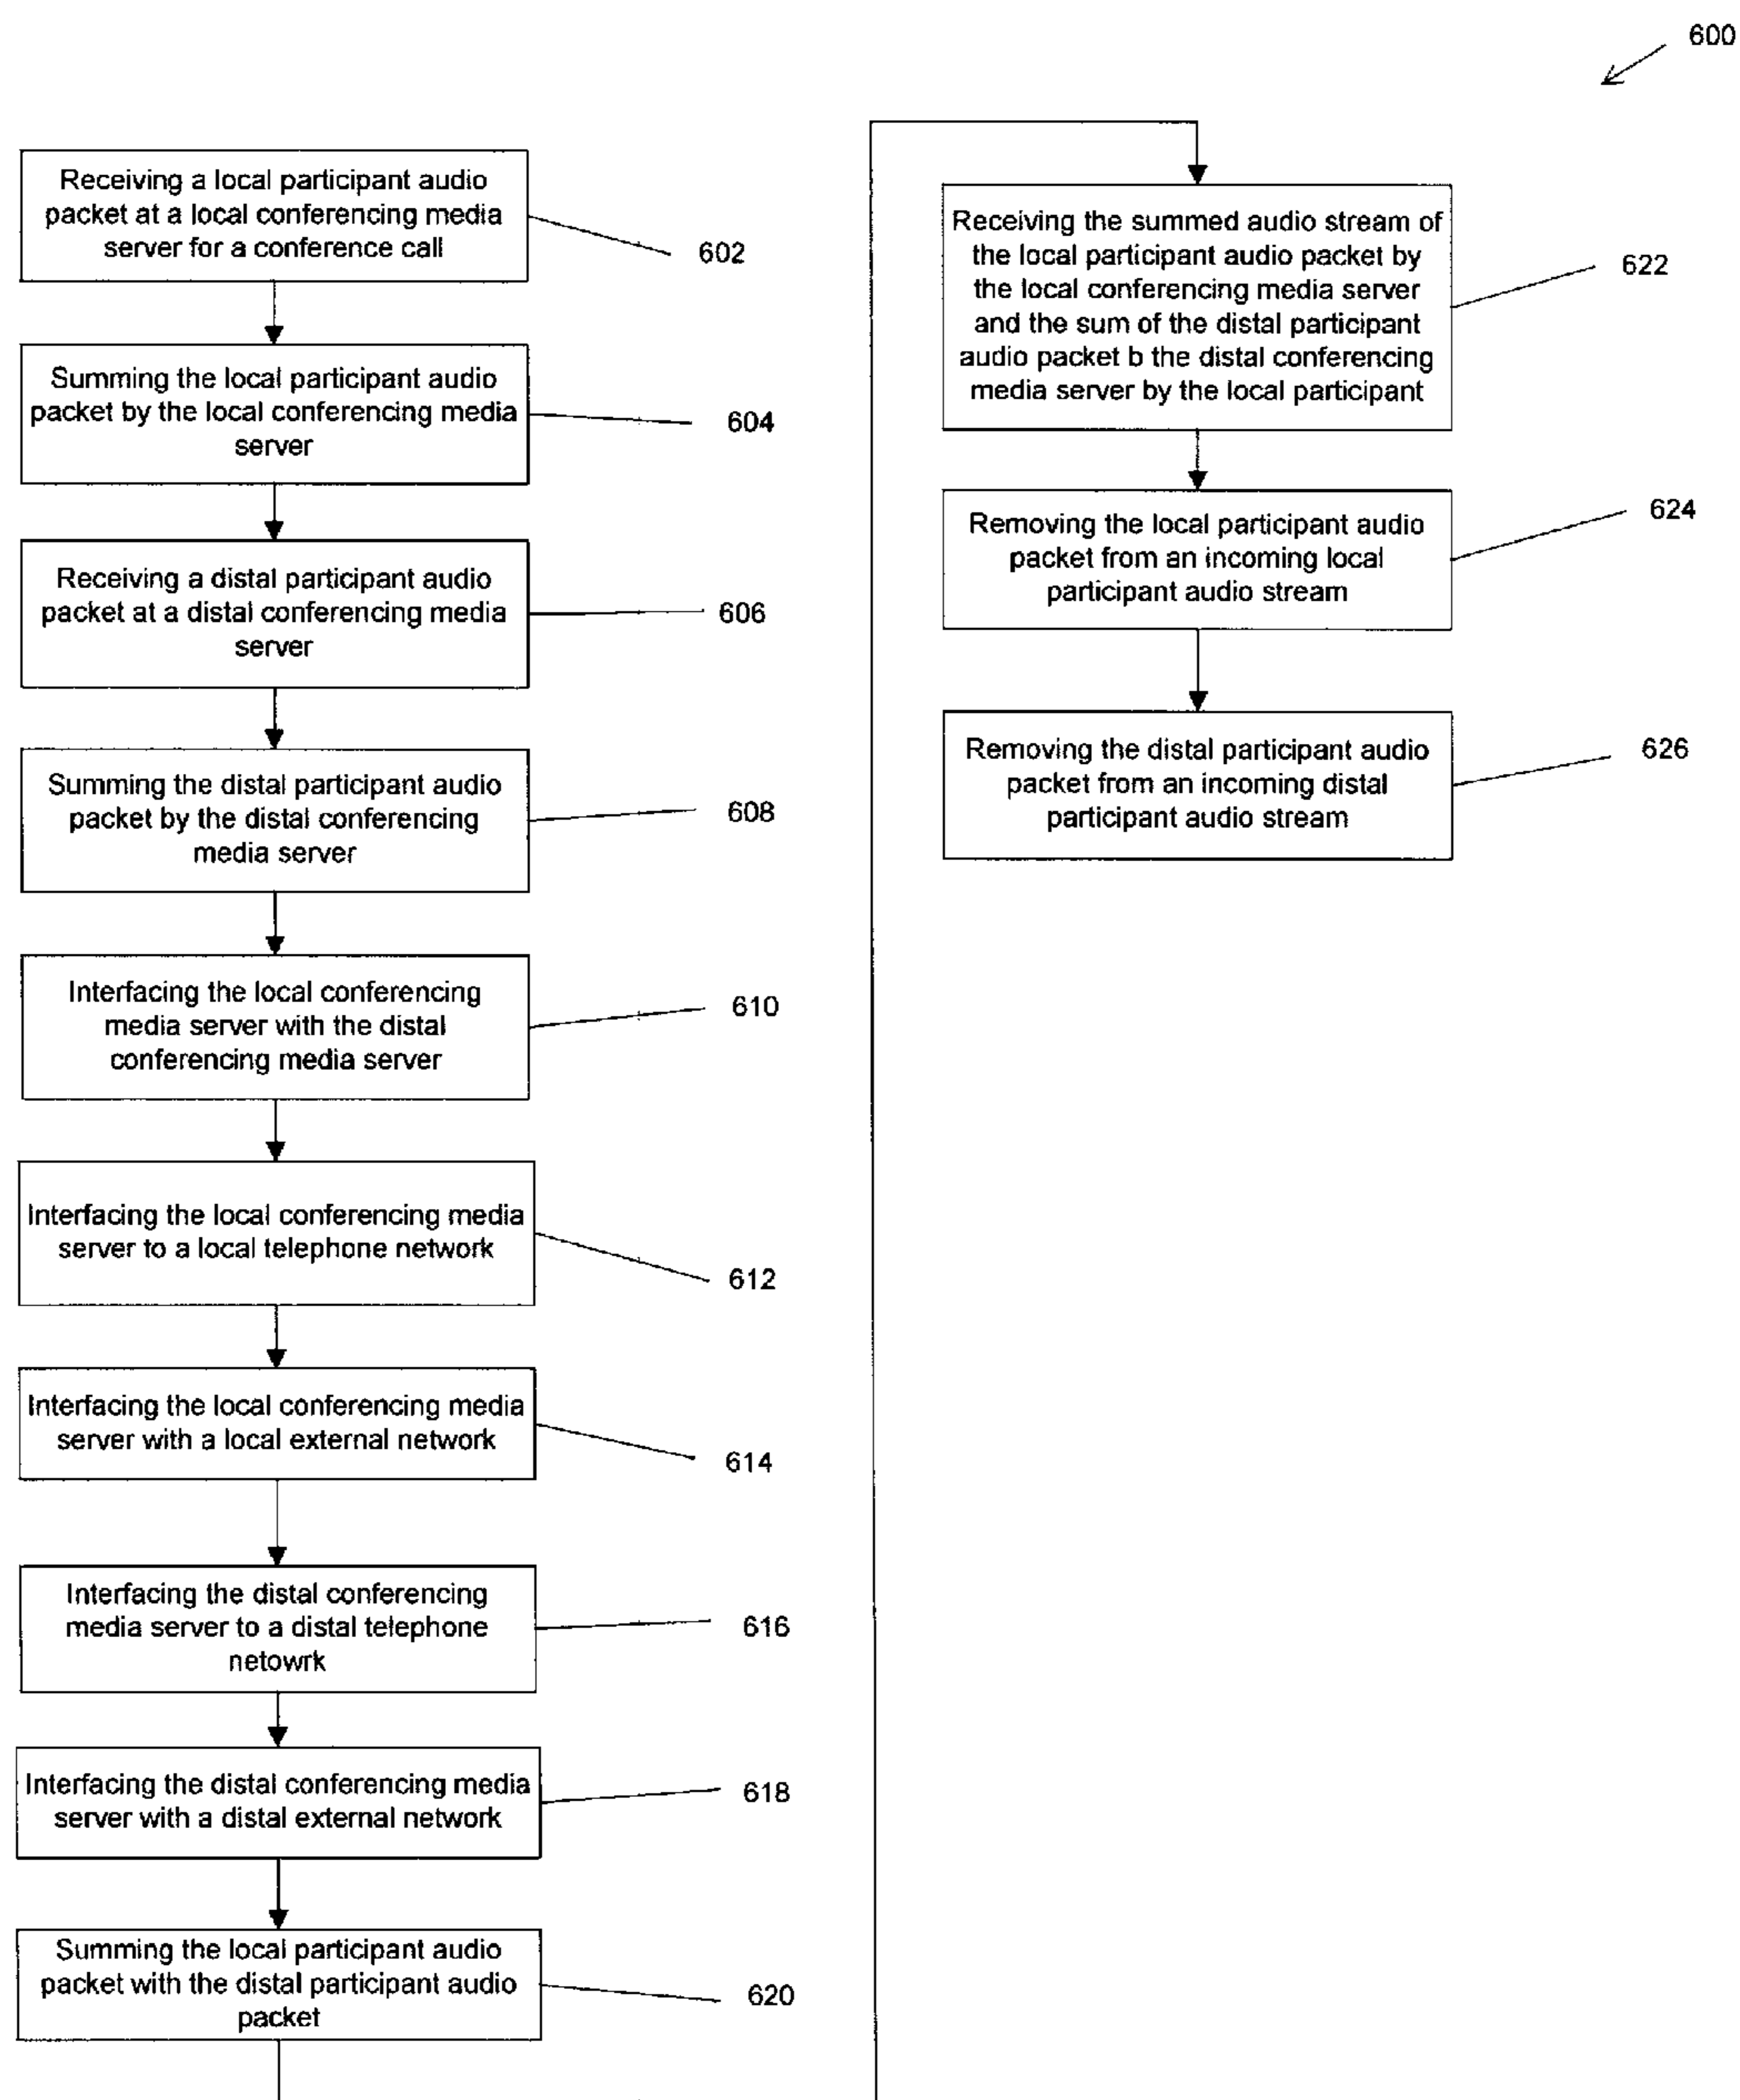 600
Receiving a local participant audio
packet at a local conferencing media
server for a conference call
602
Summing the local participant audio
packet by the local conferencing media
server
604
Receiving a distal participant audio
packet at a distal conferencing media
server
606
Summing the distal participant audio
packet by the distal conferencing
media server
608
Interfacing the local conferencing
media server with the distal
conferencing media server
610
Interfacing the local conferencing media
server to a local telephone network
612
Interfacing the local conferencing media
server with a local external network
614
Interfacing the distal conferencing
media server to a distal telephone
netowrk
616
Interfacing the distal conferencing media
server with a distal external network
618
Summing the local participant audio
packet with the distal participant audio
packet
620
Receiving the summed audio stream of
the local participant audio packet by
the local conferencing media server
and the sum of the distal participant
audio packet b the distal conferencing
media server by the local participant
622
Removing the local participant audio
packet from an incoming local
participant audio stream
624
Removing the distal participant audio
packet from an incoming distal
participant audio stream
626